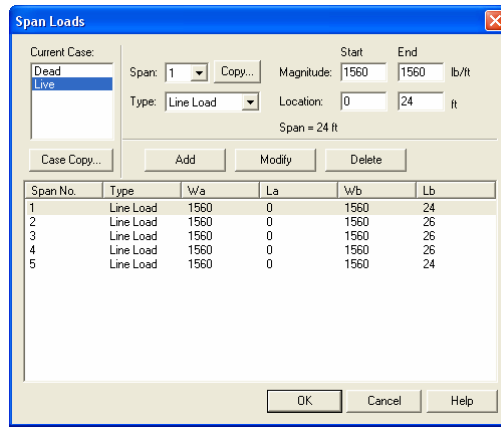 Span Loads
Current Case:
Dead
Live
Span: 1 Copy...
Type: Line Load
Start End
Magnitude: 1560 1560 lb/ft
Location: 0 24 ft
Span = 24 ft
Case Copy... Add Modify Delete
Span No. Type Wa La Wb Lb
1 Line Load 1560 0 1560 24
2 Line Load 1560 0 1560 26
3 Line Load 1560 0 1560 26
4 Line Load 1560 0 1560 26
5 Line Load 1560 0 1560 24
OK Cancel Help